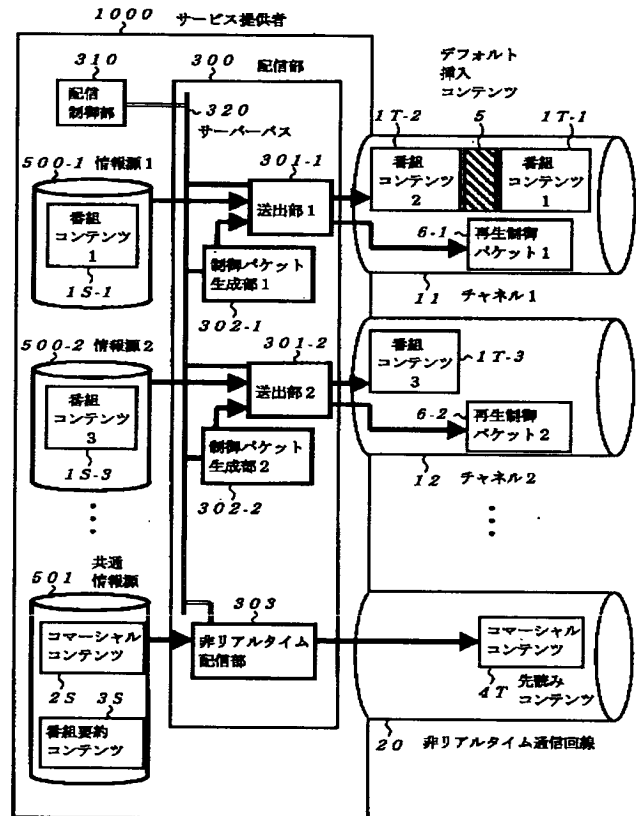 1000 サービス提供者
310
配信
制御部
300 配信部
320
サーバーバス
デフォルト
挿入
コンテンツ
1T-2
5
1T-1
番組
コンテンツ
2
番組
コンテンツ
1
500-1 情報源1
番組
コンテンツ
1
1S-1
301-1
送出部1
制御パケット
生成部1
302-1
6-1
再生制御
パケット1
11 チャネル1
500-2 情報源2
番組
コンテンツ
3
1S-3
301-2
送出部2
制御パケット
生成部2
302-2
番組
コンテンツ
3
1T-3
6-2
再生制御
パケット2
12 チャネル2
共通
情報源
501
コマーシャル
コンテンツ
2S
3S
番組要約
コンテンツ
303
非リアルタイム
配信部
コマーシャル
コンテンツ
4T 先読み
コンテンツ
20 非リアルタイム通信回線